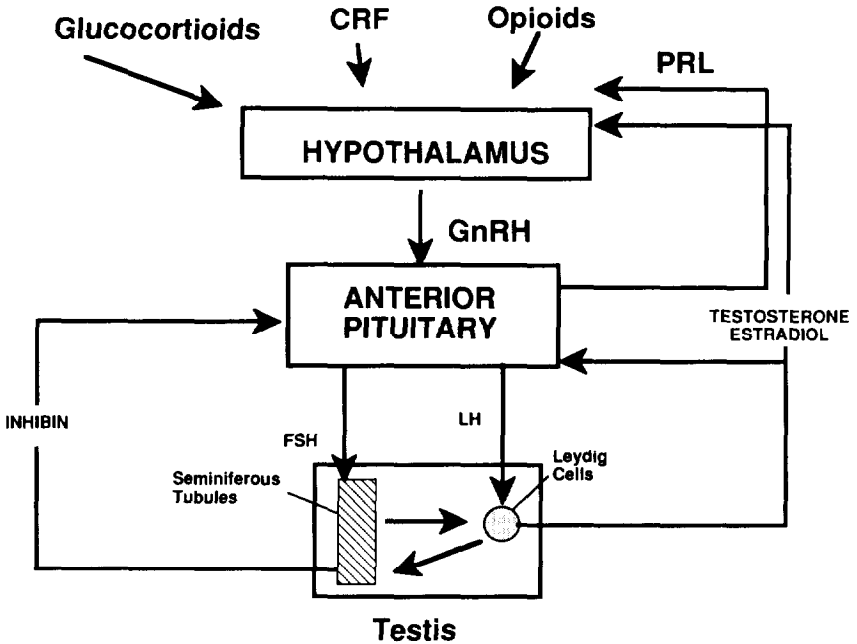 Glucocortioids
CRF
Opioids
PRL
HYPOTHALAMUS
GnRH
ANTERIOR
PITUITARY
TESTOSTERONE
ESTRADIOL
INHIBIN
FSH
LH
Seminiferous
Tubules
Leydig
Cells
Testis